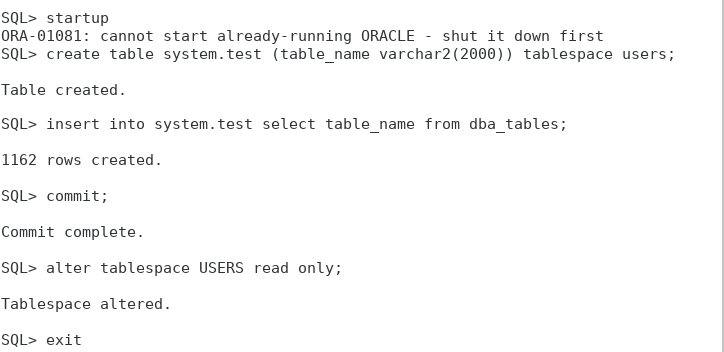 SQL> startup
ORA-01081: cannot start already-running ORACLE - shut it down first
SQL> create table system.test (table_name varchar2(2000)) tablespace users;
Table created.
SQL> insert into system.test select table_name from dba_tables;
1162 rows created.
SQL> commit;
Commit complete.
SQL> alter tablespace USERS read only;
Tablespace altered.
SQL> exit